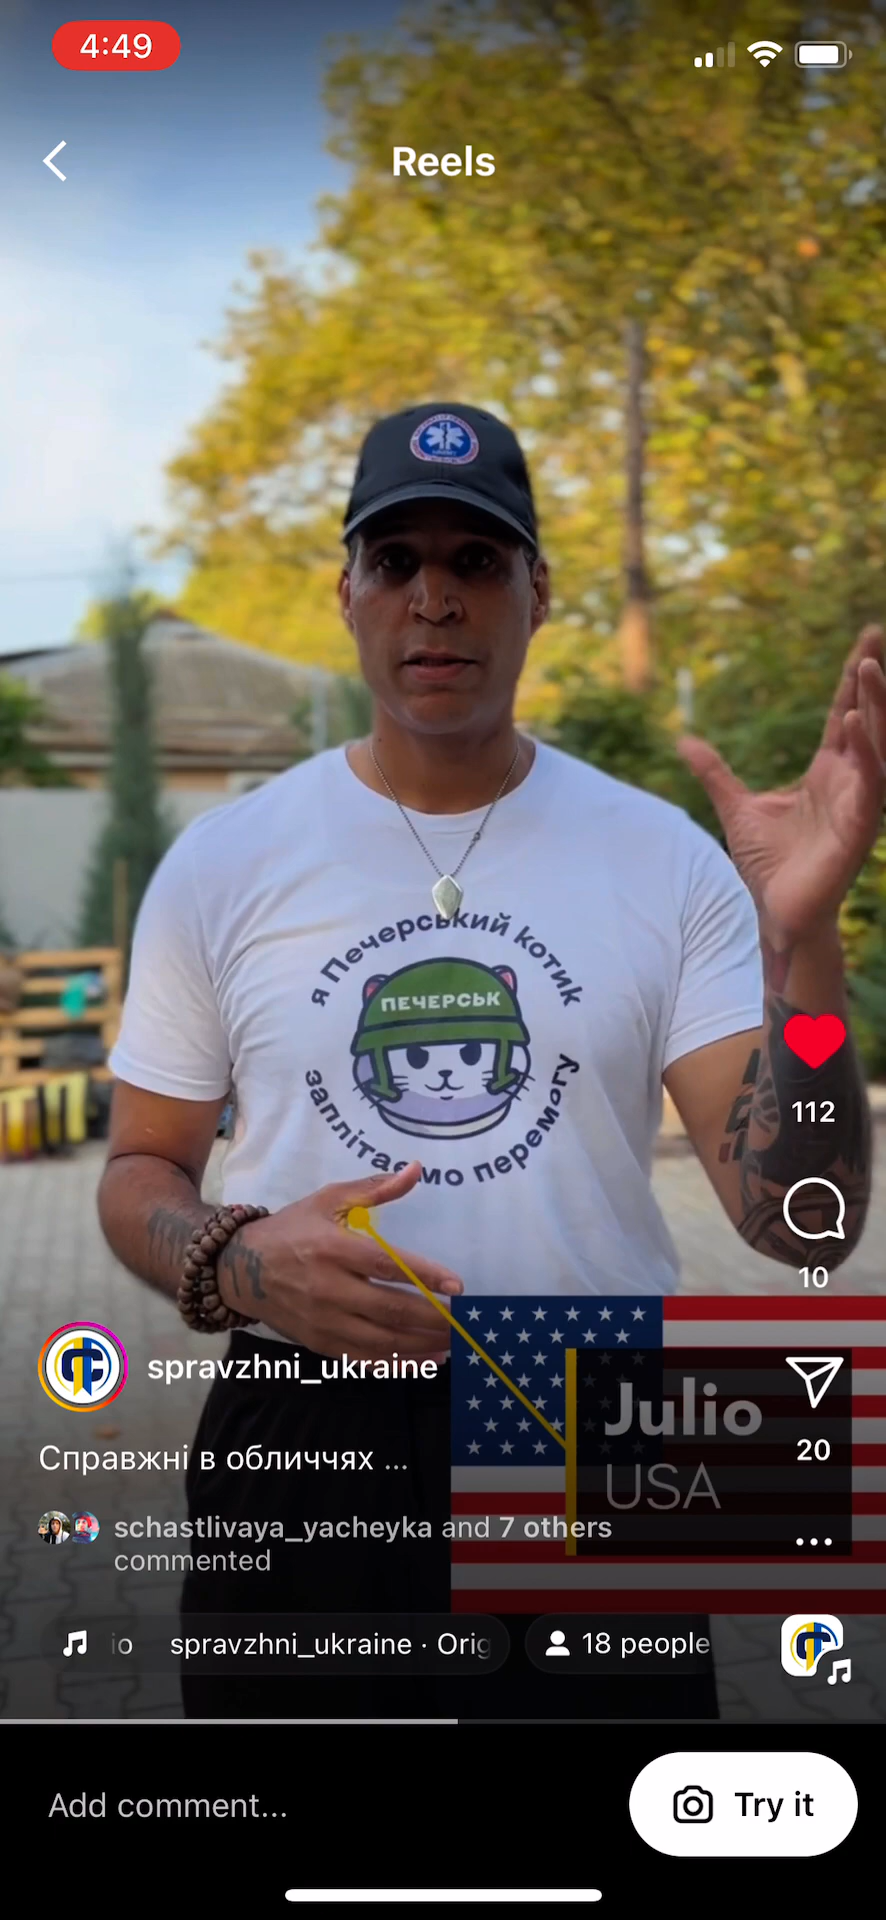 4:49
Reels
я Печерський котик
ПЕЧЕРСЬК
заплітаємо перемогу
112
10
spravzhni_ukraine
Julio
USA
20
Справжні в обличчях ...
schastlivaya_yacheyka and 7 others
commented
io spravzhni_ukraine · Orig
18 people
Add comment...
Try it